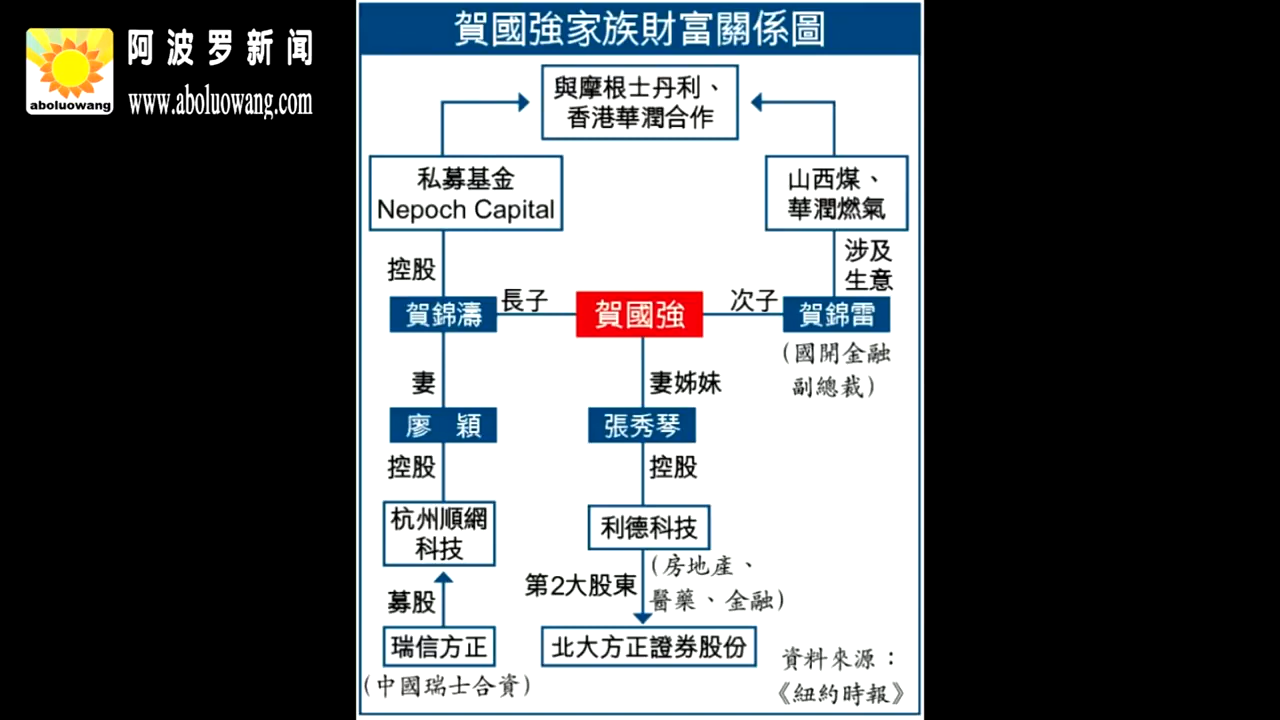 阿波罗新闻
aboluowang
www.aboluowang.com
賀國強家族財富關係圖
與摩根士丹利、
香港華潤合作
私募基金
Nepoch Capital
山西煤、
華潤燃氣
控股
涉及
生意
賀錦濤
長子
賀國強
次子
賀錦雷
(國開金融
副總裁)
妻
妻姊妹
廖 穎
張秀琴
控股
控股
杭州順網
科技
利德科技
(房地產、
醫藥、金融)
第2大股東
募股
瑞信方正
(中國瑞士合資)
北大方正證券股份
資料來源：
《紐約時報》